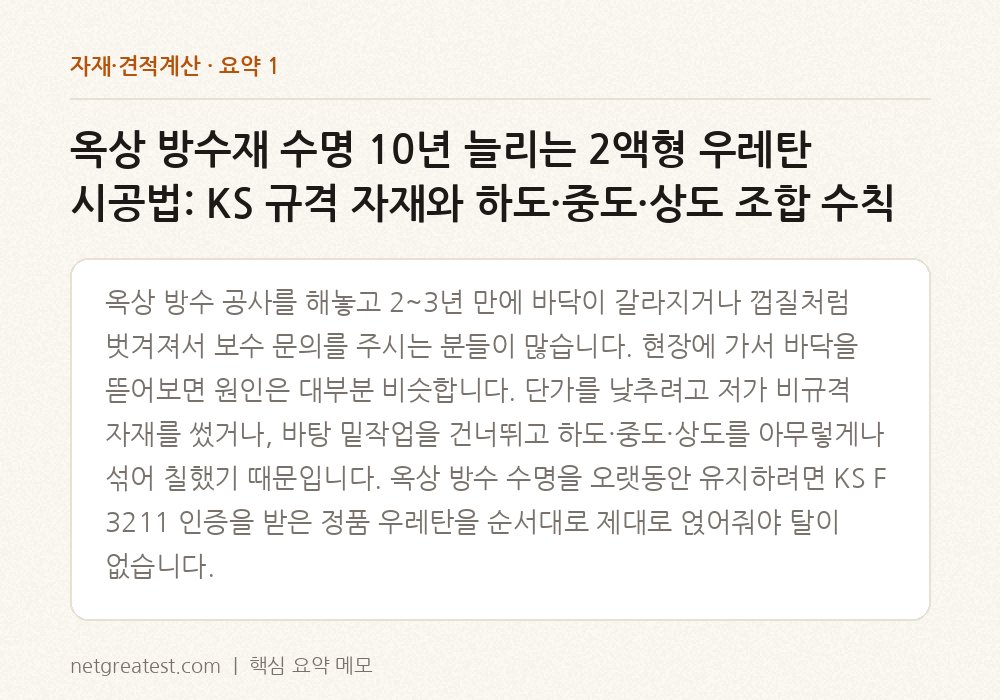 자재·견적계산 · 요약 1
옥상 방수재 수명 10년 늘리는 2액형 우레탄
시공법: KS 규격 자재와 하도·중도·상도 조합 수칙
옥상 방수 공사를 해놓고 2~3년 만에 바닥이 갈라지거나 껍질처럼
벗겨져서 보수 문의를 주시는 분들이 많습니다. 현장에 가서 바닥을
뜯어보면 원인은 대부분 비슷합니다. 단가를 낮추려고 저가 비규격
자재를 썼거나, 바탕 밑작업을 건너뛰고 하도·중도·상도를 아무렇게나
섞어 칠했기 때문입니다. 옥상 방수 수명을 오랫동안 유지하려면 KS F
3211 인증을 받은 정품 우레탄을 순서대로 제대로 얹어줘야 탈이
없습니다.
netgreatest.com | 핵심 요약 메모